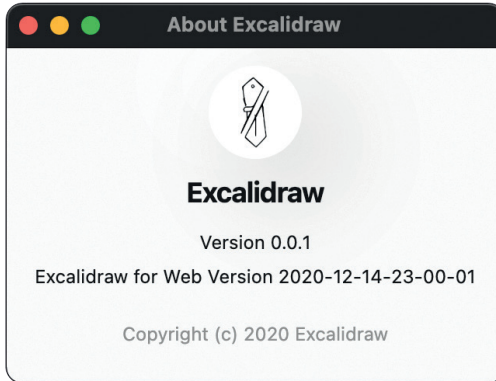 About Excalidraw
Excalidraw
Version 0.0.1
Excalidraw for Web Version 2020-12-14-23-00-01
Copyright (c) 2020 Excalidraw